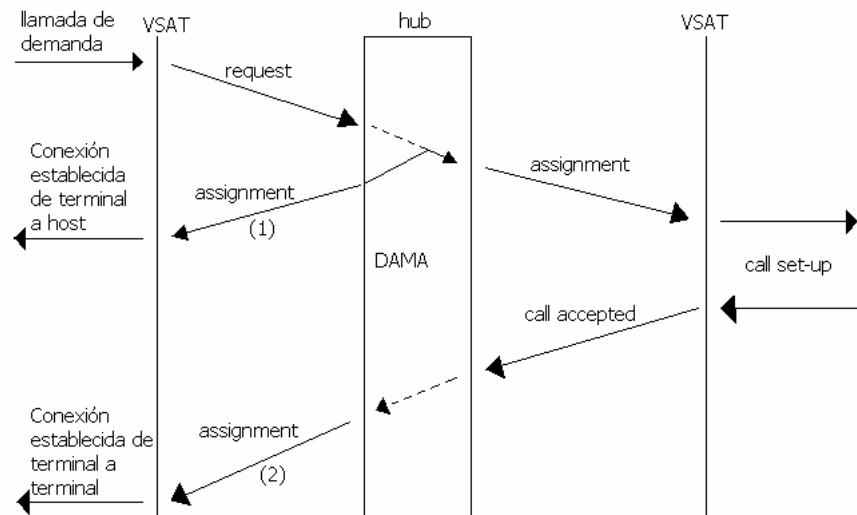 llamada de
demanda
VSAT
hub
VSAT
request
Conexión
establecida
de terminal
a host
assignment
(1)
assignment
DAMA
call set-up
call accepted
Conexión
establecida de
terminal a
terminal
assignment
(2)